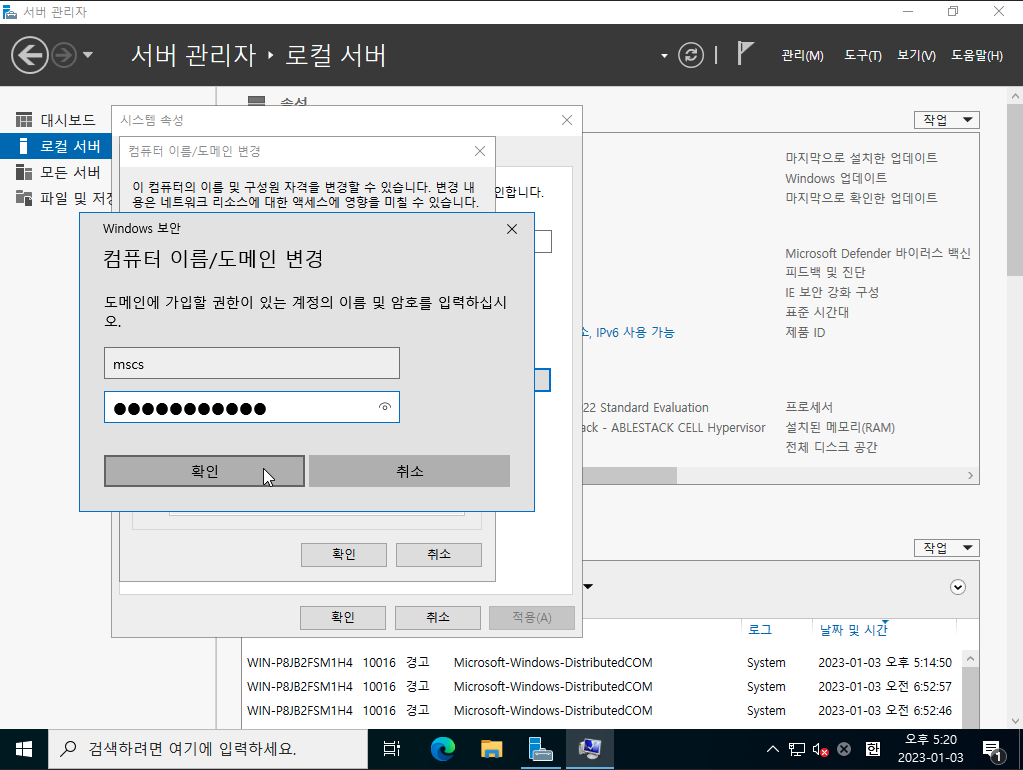 서버 관리자
서버 관리자 ‣ 로컬 서버
관리(M) 도구(T) 보기(V) 도움말(H)
대시보드
로컬 서버
모든 서버
파일 및 저장
속성
작업
시스템 속성
컴퓨터 이름/도메인 변경
이 컴퓨터의 이름 및 구성원 자격을 변경할 수 있습니다. 변경 내
용은 네트워크 리소스에 대한 액세스에 영향을 미칠 수 있습니다.
인합니다.
Windows 보안
컴퓨터 이름/도메인 변경
도메인에 가입할 권한이 있는 계정의 이름 및 암호를 입력하십시
오.
mscs
●●●●●●●●●●●
확인 취소
확인 취소
확인 취소 적용(A)
마지막으로 설치한 업데이트
Windows 업데이트
마지막으로 확인한 업데이트
Microsoft Defender 바이러스 백신
피드백 및 진단
IE 보안 강화 구성
표준 시간대
소, IPv6 사용 가능 제품 ID
22 Standard Evaluation 프로세서
ack - ABLESTACK CELL Hypervisor 설치된 메모리(RAM)
전체 디스크 공간
작업
로그 날짜 및 시간
WIN-P8JB2FSM1H4 10016 경고 Microsoft-Windows-DistributedCOM System 2023-01-03 오후 5:14:50
WIN-P8JB2FSM1H4 10016 경고 Microsoft-Windows-DistributedCOM System 2023-01-03 오전 6:52:57
WIN-P8JB2FSM1H4 10016 경고 Microsoft-Windows-DistributedCOM System 2023-01-03 오전 6:52:46
검색하려면 여기에 입력하세요.
한
오후 5:20
2023-01-03
1